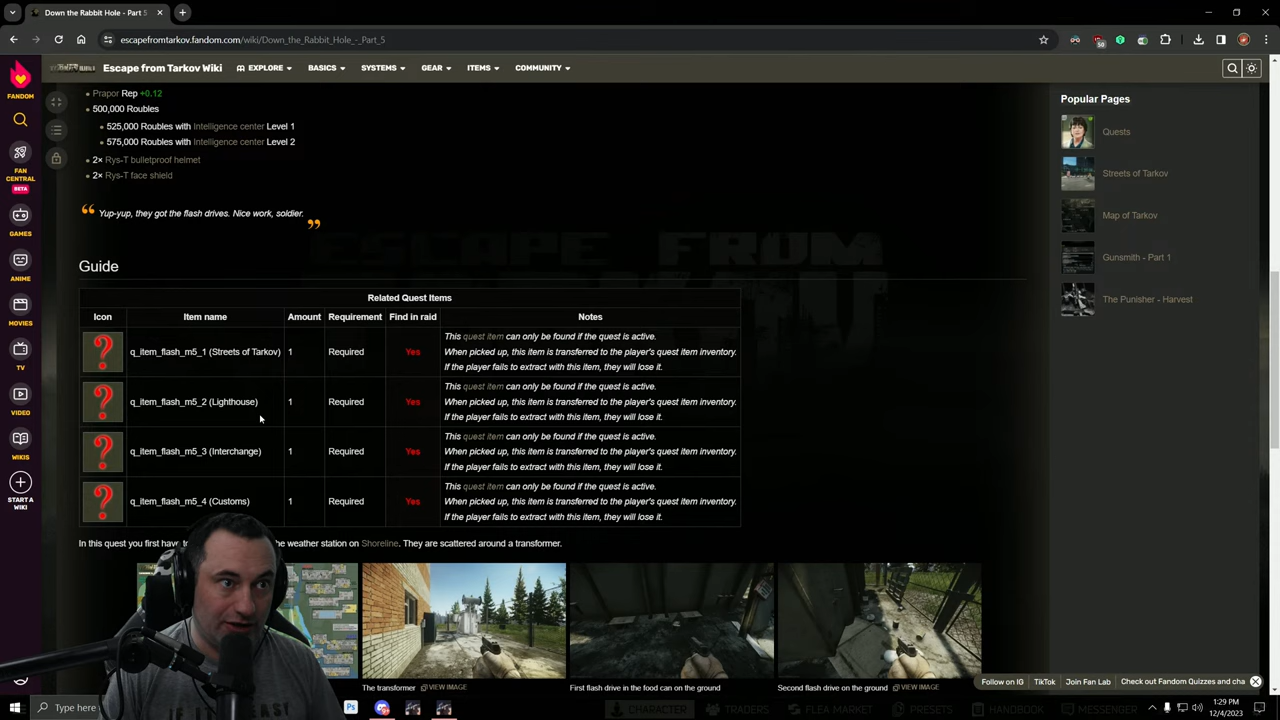 Down the Rabbit Hole - Part 5
escapefromtarkov.fandom.com/wiki/Down_the_Rabbit_Hole_-_Part_5
50
FANDOM
Escape from Tarkov Wiki
EXPLORE
BASICS
SYSTEMS
GEAR
ITEMS
COMMUNITY
FAN
CENTRAL
BETA
GAMES
ANIME
MOVIES
TV
VIDEO
WIKIS
START A
WIKI
Prapor Rep +0.12
500,000 Roubles
525,000 Roubles with Intelligence center Level 1
575,000 Roubles with Intelligence center Level 2
2× Rys-T bulletproof helmet
2× Rys-T face shield
“ Yup-yup, they got the flash drives. Nice work, soldier. ”
Guide
Related Quest Items
Icon Item name Amount Requirement Find in raid Notes
q_item_flash_m5_1 (Streets of Tarkov) 1 Required Yes
This quest item can only be found if the quest is active.
When picked up, this item is transferred to the player's quest item inventory.
If the player fails to extract with this item, they will lose it.
q_item_flash_m5_2 (Lighthouse) 1 Required Yes
This quest item can only be found if the quest is active.
When picked up, this item is transferred to the player's quest item inventory.
If the player fails to extract with this item, they will lose it.
q_item_flash_m5_3 (Interchange) 1 Required Yes
This quest item can only be found if the quest is active.
When picked up, this item is transferred to the player's quest item inventory.
If the player fails to extract with this item, they will lose it.
q_item_flash_m5_4 (Customs) 1 Required Yes
This quest item can only be found if the quest is active.
When picked up, this item is transferred to the player's quest item inventory.
If the player fails to extract with this item, they will lose it.
In this quest you first have weather station on Shoreline. They are scattered around a transformer.
The transformer VIEW IMAGE
First flash drive in the food can on the ground
Second flash drive on the ground VIEW IMAGE
Popular Pages
Quests
Streets of Tarkov
Map of Tarkov
Gunsmith - Part 1
The Punisher - Harvest
Follow on IG TikTok Join Fan Lab Check out Fandom Quizzes and cha
Type here
CHARACTER TRADERS FLEA MARKET PRESETS HANDBOOK MESSENGER
1:29 PM
12/4/2023